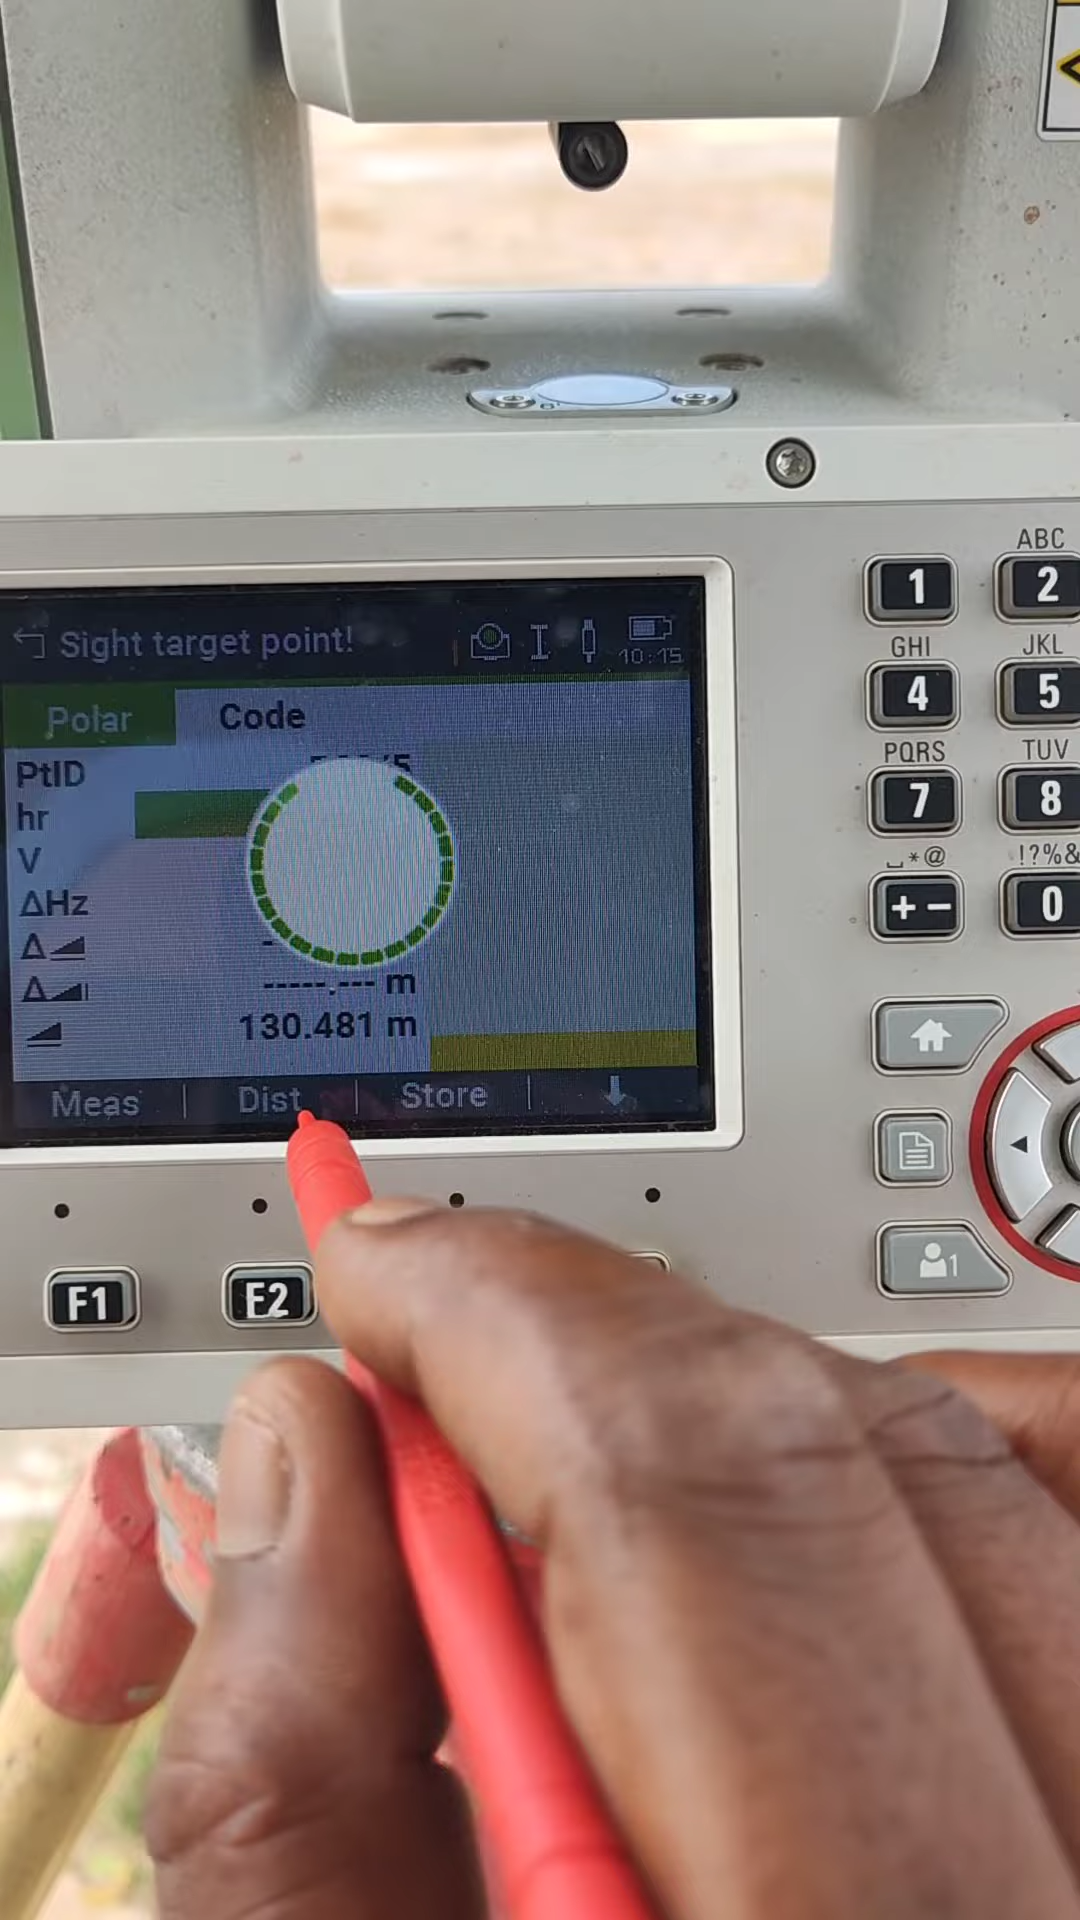 Sight target point!
10:15
Polar Code
PtID
hr
V
ΔHz
Δ
Δ -----.--- m
130.481 m
Meas Dist Store
F1 F2
1
ABC
2
GHI
4
JKL
5
PQRS
7
TUV
8
␣*@
+ −
!?%&
0
1